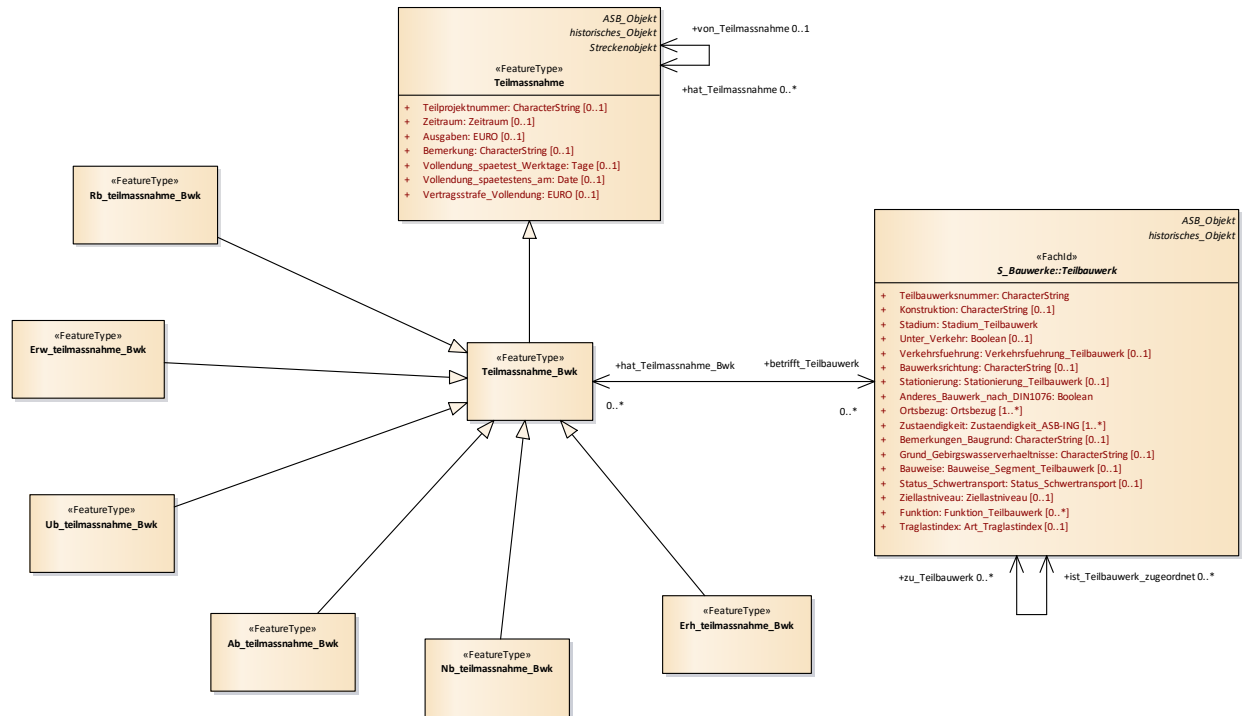 ASB_Objekt
historisches_Objekt
Streckenobjekt
«FeatureType»
Teilmassnahme
+ Teilprojektnummer: CharacterString [0..1]
+ Zeitraum: Zeitraum [0..1]
+ Ausgaben: EURO [0..1]
+ Bemerkung: CharacterString [0..1]
+ Vollendung_spaetest_Werktage: Tage [0..1]
+ Vollendung_spaetestens_am: Date [0..1]
+ Vertragsstrafe_Vollendung: EURO [0..1]
+von_Teilmassnahme 0..1
+hat_Teilmassnahme 0..*
«FeatureType»
Rb_teilmassnahme_Bwk
«FeatureType»
Erw_teilmassnahme_Bwk
«FeatureType»
Teilmassnahme_Bwk
+hat_Teilmassnahme_Bwk
0..*
+betrifft_Teilbauwerk
0..*
ASB_Objekt
historisches_Objekt
«FachId»
S_Bauwerke::Teilbauwerk
+ Teilbauwerksnummer: CharacterString
+ Konstruktion: CharacterString [0..1]
+ Stadium: Stadium_Teilbauwerk
+ Unter_Verkehr: Boolean [0..1]
+ Verkehrsfuehrung: Verkehrsfuehrung_Teilbauwerk [0..1]
+ Bauwerksrichtung: CharacterString [0..1]
+ Stationierung: Stationierung_Teilbauwerk [0..1]
+ Anderes_Bauwerk_nach_DIN1076: Boolean
+ Ortsbezug: Ortsbezug [1..*]
+ Zustaendigkeit: Zustaendigkeit_ASB-ING [1..*]
+ Bemerkungen_Baugrund: CharacterString [0..1]
+ Grund_Gebirgswasserverhaeltnisse: CharacterString [0..1]
+ Bauweise: Bauweise_Segment_Teilbauwerk [0..1]
+ Status_Schwertransport: Status_Schwertransport [0..1]
+ Ziellastniveau: Ziellastniveau [0..1]
+ Funktion: Funktion_Teilbauwerk [0..*]
+ Traglastindex: Art_Traglastindex [0..1]
+zu_Teilbauwerk 0..*
+ist_Teilbauwerk_zugeordnet 0..*
«FeatureType»
Ub_teilmassnahme_Bwk
«FeatureType»
Ab_teilmassnahme_Bwk
«FeatureType»
Nb_teilmassnahme_Bwk
«FeatureType»
Erh_teilmassnahme_Bwk